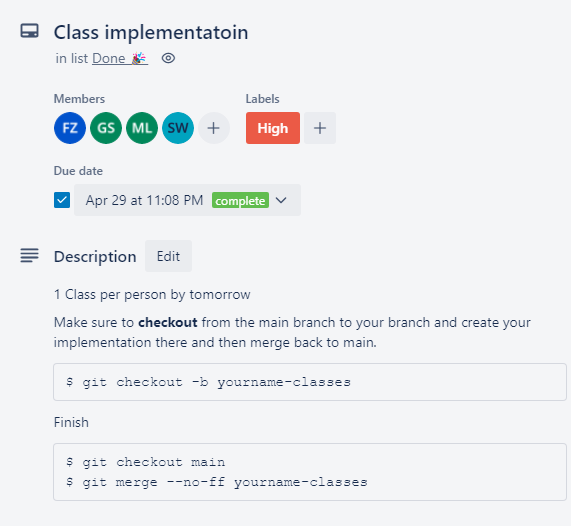 Class implementatoin
in list Done 🎉
Members
Labels
FZ GS ML SW + High +
Due date
Apr 29 at 11:08 PM complete
Description Edit
1 Class per person by tomorrow
Make sure to checkout from the main branch to your branch and create your
implementation there and then merge back to main.
$ git checkout -b yourname-classes
Finish
$ git checkout main
$ git merge --no-ff yourname-classes